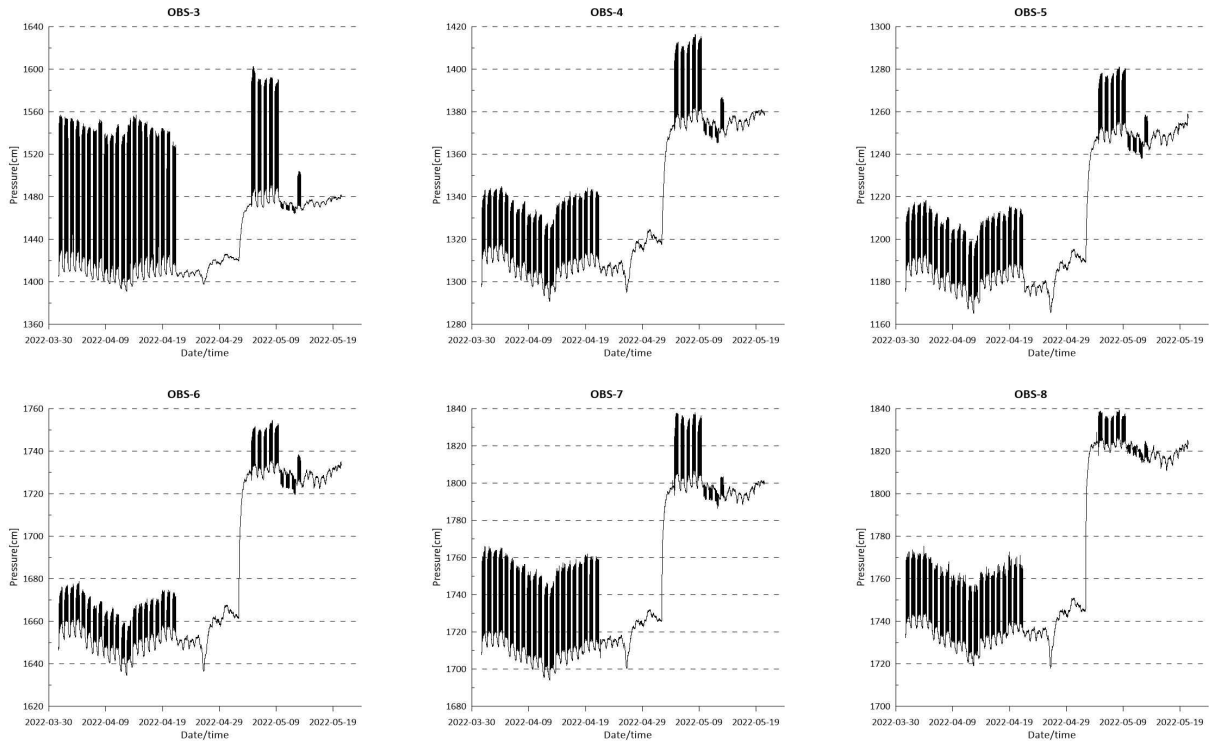 OBS-3
1640
1600
1560
1520
1480
1440
1400
1360
Pressure[cm]
2022-03-30 2022-04-09 2022-04-19 2022-04-29 2022-05-09 2022-05-19
Date/time
OBS-4
1420
1400
1380
1360
1340
1320
1300
1280
Pressure[cm]
2022-03-30 2022-04-09 2022-04-19 2022-04-29 2022-05-09 2022-05-19
Date/time
OBS-5
1300
1280
1260
1240
1220
1200
1180
1160
Pressure[cm]
2022-03-30 2022-04-09 2022-04-19 2022-04-29 2022-05-09 2022-05-19
Date/time
OBS-6
1760
1740
1720
1700
1680
1660
1640
1620
Pressure[cm]
2022-03-30 2022-04-09 2022-04-19 2022-04-29 2022-05-09 2022-05-19
Date/time
OBS-7
1840
1820
1800
1780
1760
1740
1720
1700
1680
Pressure[cm]
2022-03-30 2022-04-09 2022-04-19 2022-04-29 2022-05-09 2022-05-19
Date/time
OBS-8
1840
1820
1800
1780
1760
1740
1720
1700
Pressure[cm]
2022-03-30 2022-04-09 2022-04-19 2022-04-29 2022-05-09 2022-05-19
Date/time